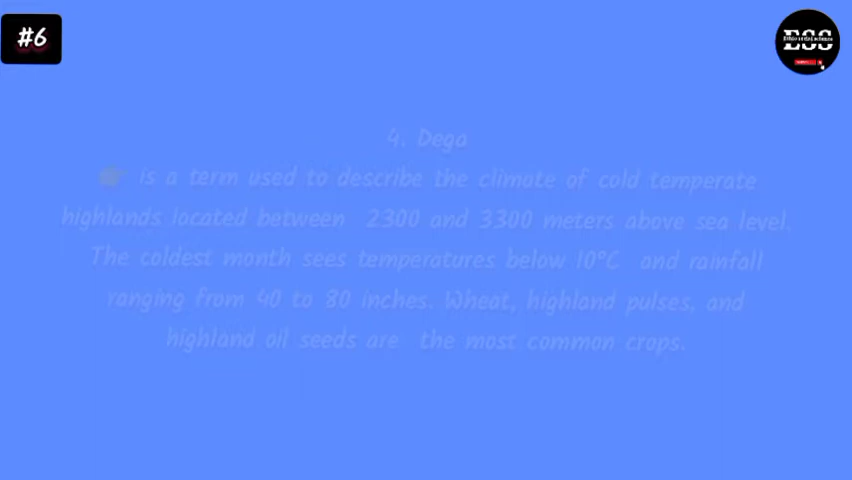 #6
ESS
4. Dega
is a term used to describe the climate of cold temperate
highlands located between 2300 and 3300 meters above sea level.
The coldest month sees temperatures below 10°C and rainfall
ranging from 40 to 80 inches. Wheat, highland pulses, and
highland oil seeds are the most common crops.